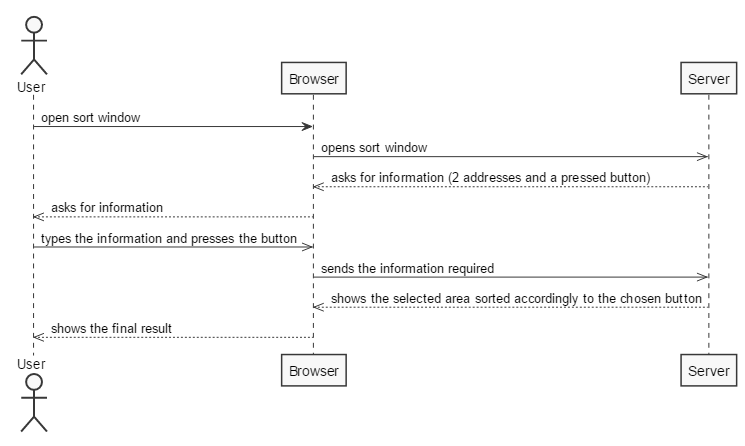 User
Browser
Server
open sort window
opens sort window
asks for information (2 addresses and a pressed button)
asks for information
types the information and presses the button
sends the information required
shows the selected area sorted accordingly to the chosen button
shows the final result
User
Browser
Server